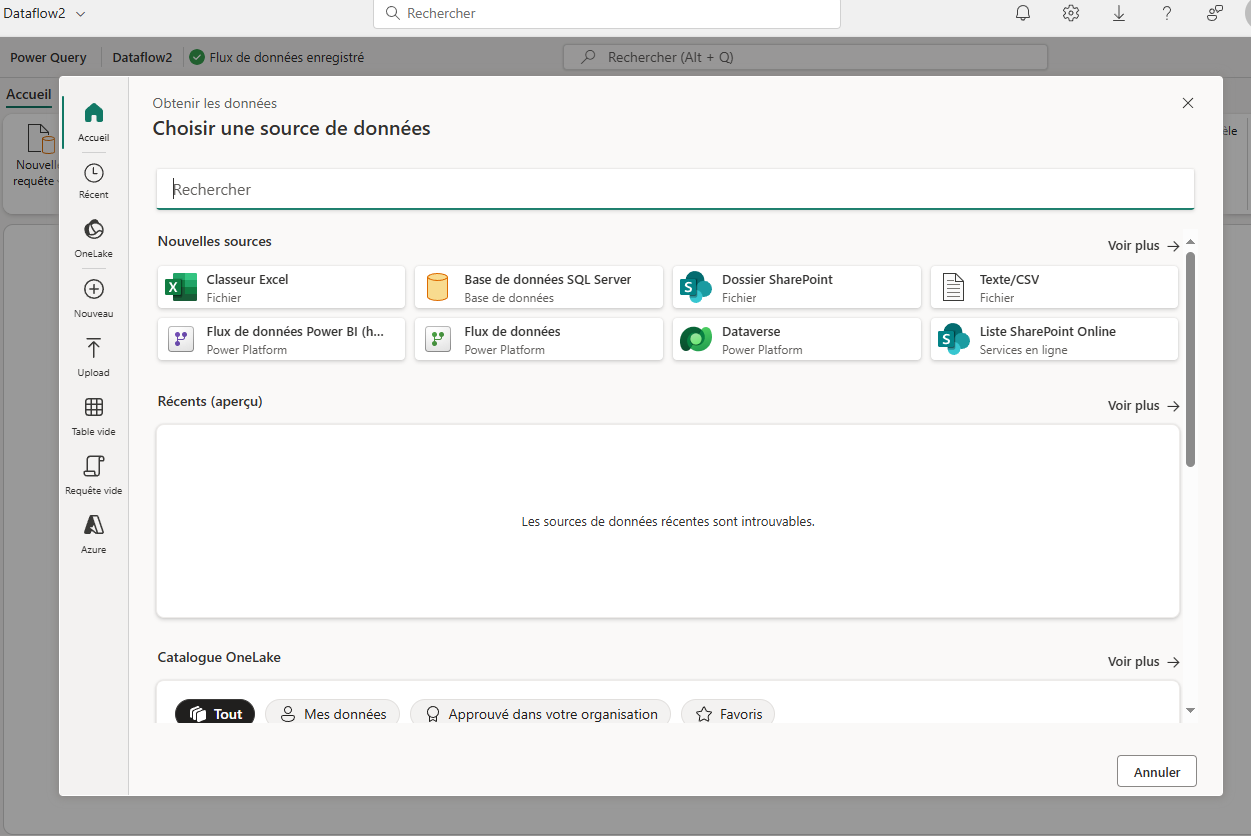 Dataflow2
Rechercher
Power Query
Dataflow2
Flux de données enregistré
Rechercher (Alt + Q)
Accueil
Nouvelle
requête
Accueil
Récent
OneLake
Nouveau
Upload
Table vide
Requête vide
Azure
Obtenir les données
Choisir une source de données
Rechercher
Nouvelles sources
Voir plus
Classeur Excel
Fichier
Base de données SQL Server
Base de données
Dossier SharePoint
Fichier
Texte/CSV
Fichier
Flux de données Power BI (h...
Power Platform
Flux de données
Power Platform
Dataverse
Power Platform
Liste SharePoint Online
Services en ligne
Récents (aperçu)
Voir plus
Les sources de données récentes sont introuvables.
Catalogue OneLake
Voir plus
Tout
Mes données
Approuvé dans votre organisation
Favoris
Annuler